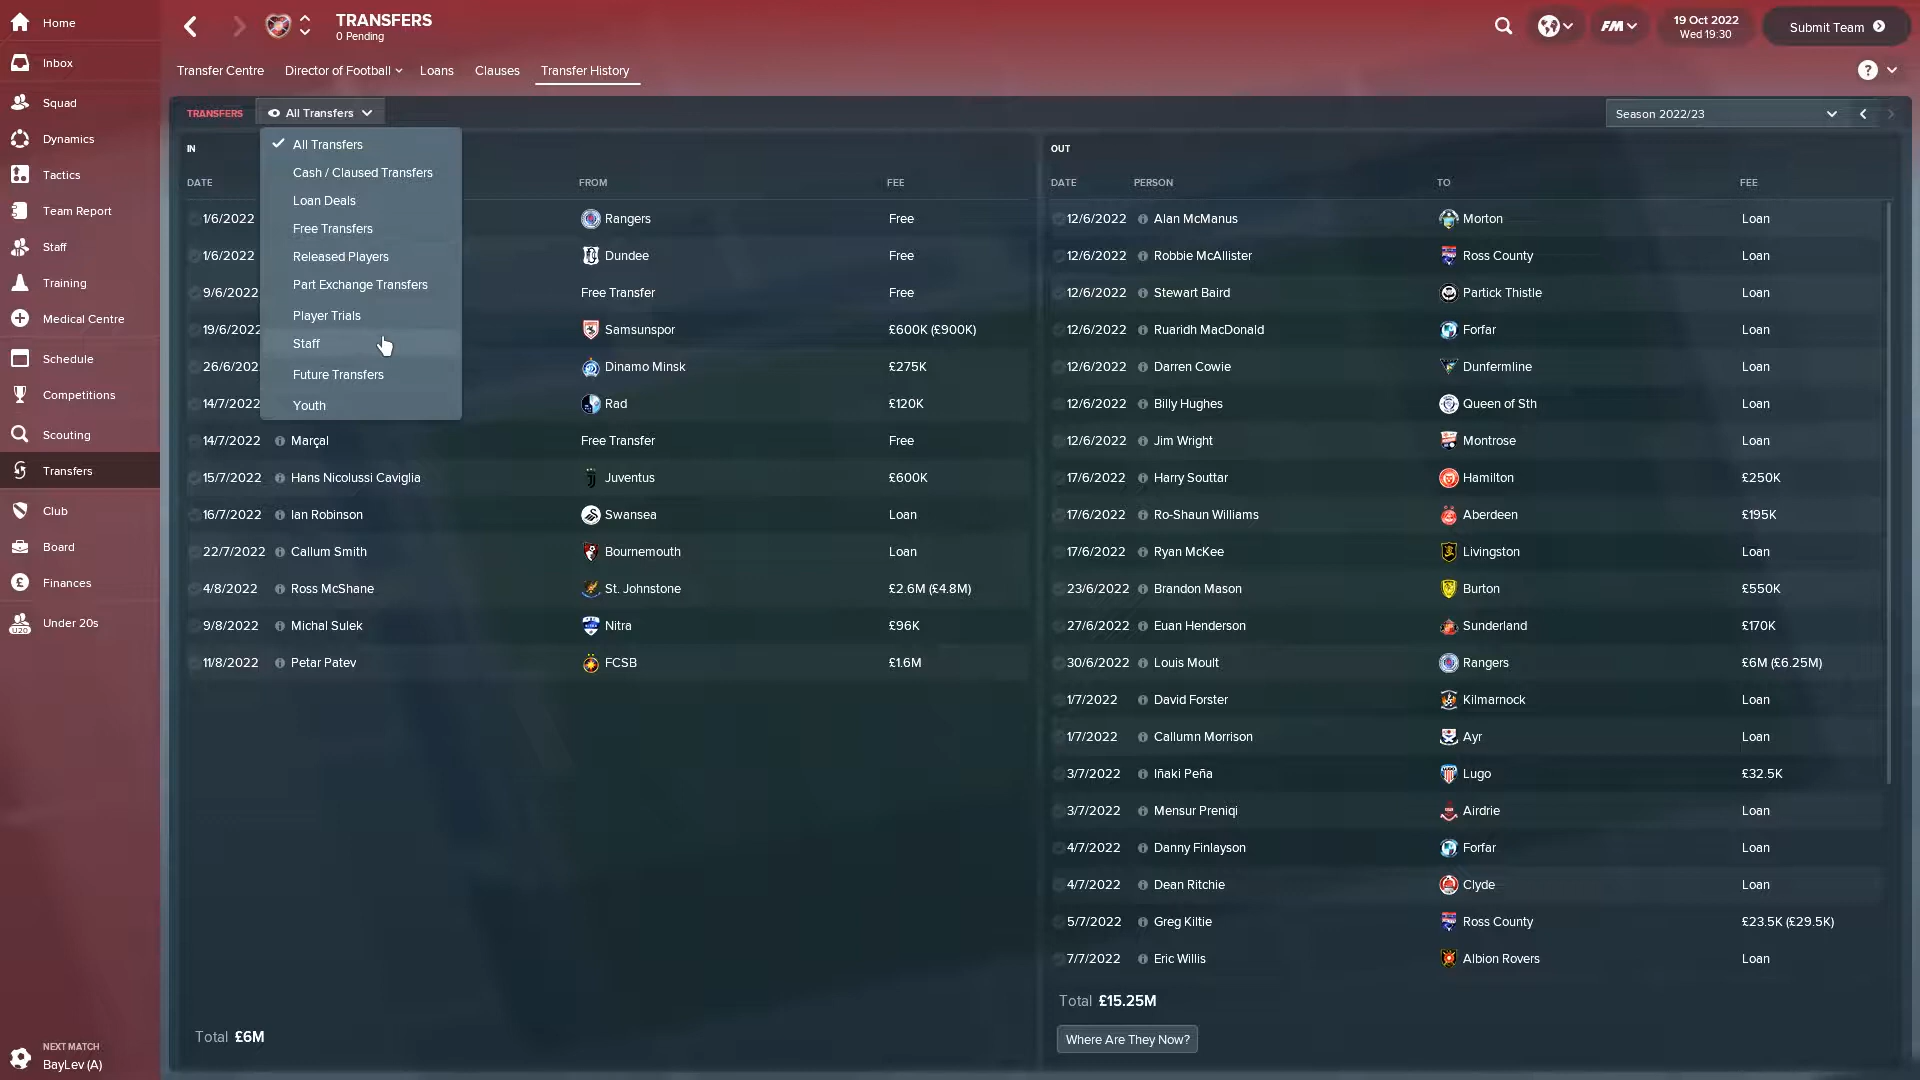 Home
Inbox
Squad
Dynamics
Tactics
Team Report
Staff
Training
Medical Centre
Schedule
Competitions
Scouting
Transfers
Club
Board
Finances
U20
Under 20s
NEXT MATCH
BayLev (A)
TRANSFERS
0 Pending
FM
19 Oct 2022
Wed 19:30
Submit Team
Transfer Centre Director of Football Loans Clauses Transfer History
?
TRANSFERS All Transfers
Season 2022/23
All Transfers
Cash / Claused Transfers
Loan Deals
Free Transfers
Released Players
Part Exchange Transfers
Player Trials
Staff
Future Transfers
Youth
IN
DATE FROM FEE
1/6/2022 Rangers Free
1/6/2022 Dundee Free
9/6/2022 Free Transfer Free
19/6/2022 Samsunspor £600K (£900K)
26/6/202 Dinamo Minsk £275K
14/7/2022 Rad £120K
14/7/2022 Marçal Free Transfer Free
15/7/2022 Hans Nicolussi Caviglia Juventus £600K
16/7/2022 Ian Robinson Swansea Loan
22/7/2022 Callum Smith Bournemouth Loan
4/8/2022 Ross McShane St. Johnstone £2.6M (£4.8M)
9/8/2022 Michal Sulek Nitra £96K
11/8/2022 Petar Patev FCSB £1.6M
Total £6M
OUT
DATE PERSON TO FEE
12/6/2022 Alan McManus Morton Loan
12/6/2022 Robbie McAllister Ross County Loan
12/6/2022 Stewart Baird Partick Thistle Loan
12/6/2022 Ruaridh MacDonald Forfar Loan
12/6/2022 Darren Cowie Dunfermline Loan
12/6/2022 Billy Hughes Queen of Sth Loan
12/6/2022 Jim Wright Montrose Loan
17/6/2022 Harry Souttar Hamilton £250K
17/6/2022 Ro-Shaun Williams Aberdeen £195K
17/6/2022 Ryan McKee Livingston Loan
23/6/2022 Brandon Mason Burton £550K
27/6/2022 Euan Henderson Sunderland £170K
30/6/2022 Louis Moult Rangers £6M (£6.25M)
1/7/2022 David Forster Kilmarnock Loan
1/7/2022 Callumn Morrison Ayr Loan
3/7/2022 Iñaki Peña Lugo £32.5K
3/7/2022 Mensur Preniqi Airdrie Loan
4/7/2022 Danny Finlayson Forfar Loan
4/7/2022 Dean Ritchie Clyde Loan
5/7/2022 Greg Kiltie Ross County £23.5K (£29.5K)
7/7/2022 Eric Willis Albion Rovers Loan
Total £15.25M
Where Are They Now?